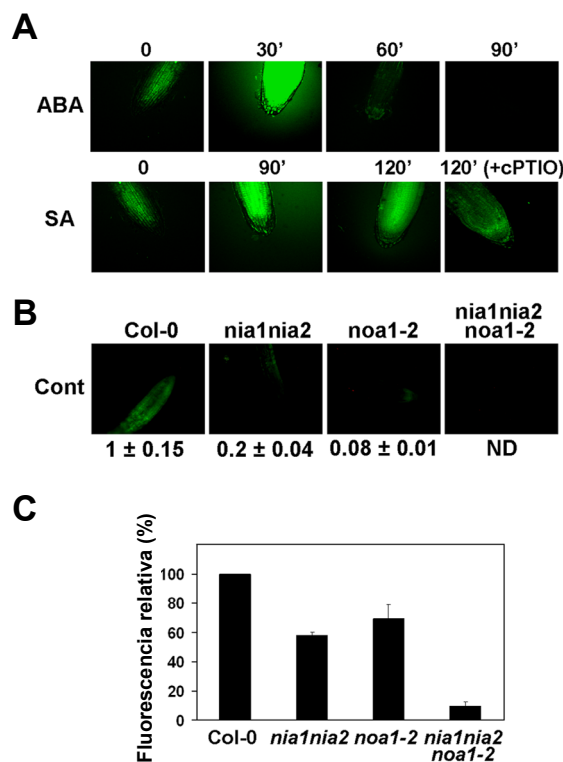 A
0 30’ 60’ 90’
ABA
0 90’ 120’ 120’ (+cPTIO)
SA
B
Col-0 nia1nia2 noa1-2 nia1nia2 noa1-2
Cont
1 ± 0.15 0.2 ± 0.04 0.08 ± 0.01 ND
C
Fluorescencia relativa (%)
100
80
60
40
20
0
Col-0 nia1nia2 noa1-2 nia1nia2
noa1-2